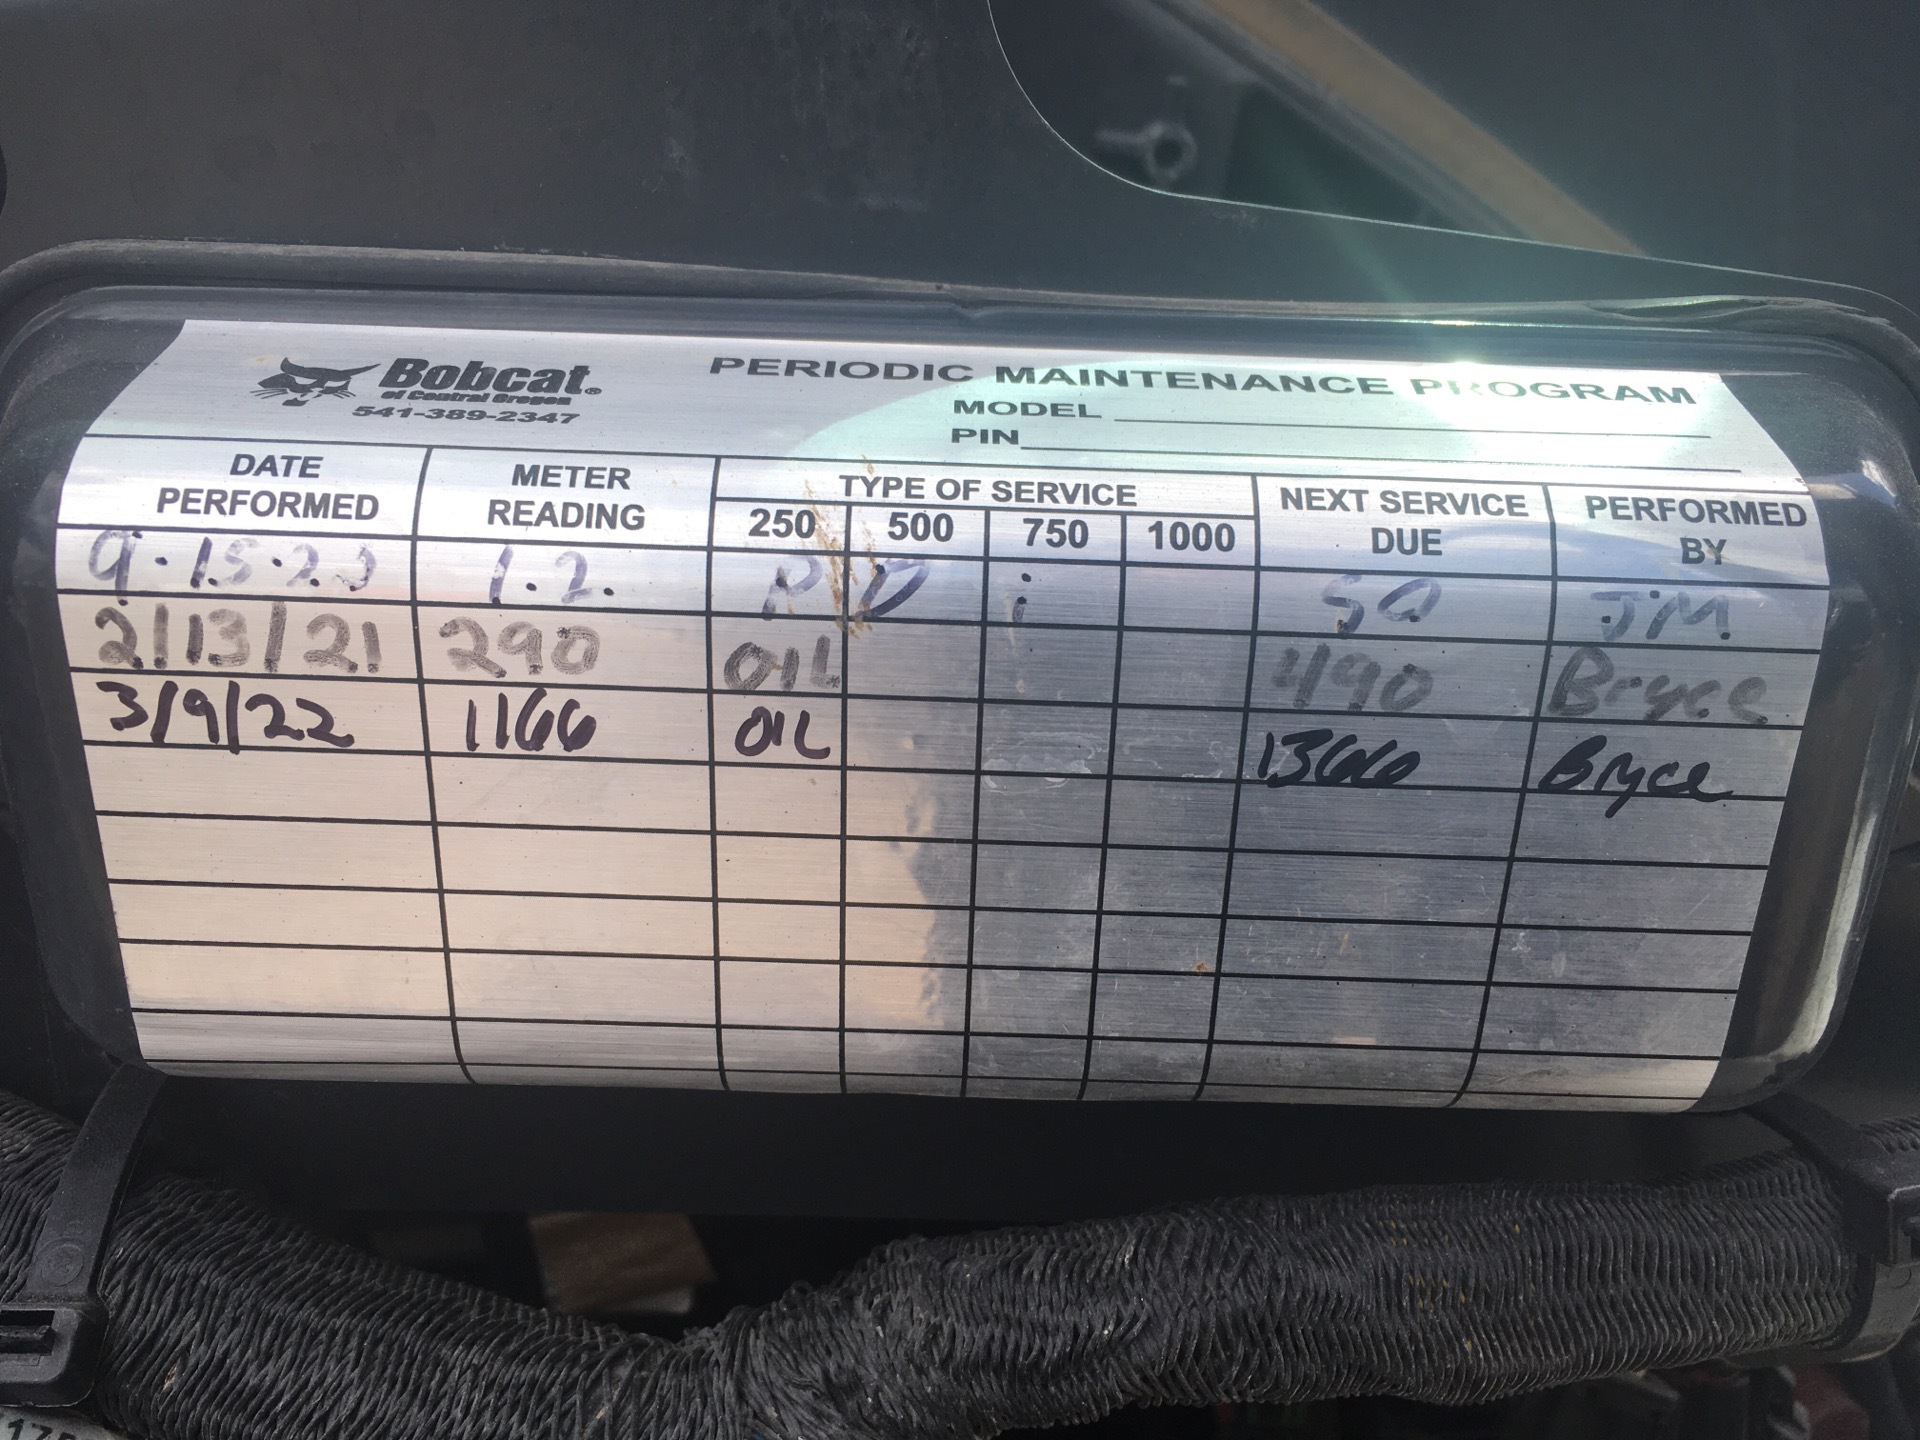 Bobcat® PERIODIC MAINTENANCE PROGRAM
of Central Oregon MODEL
541-389-2347 PIN
DATE PERFORMED METER READING TYPE OF SERVICE NEXT SERVICE DUE PERFORMED BY
250 500 750 1000
9.15.20 1.2. P D i 50 JM
2/13/21 290 OIL 490 Bryce
3/9/22 1166 OIL 1366 Bryce